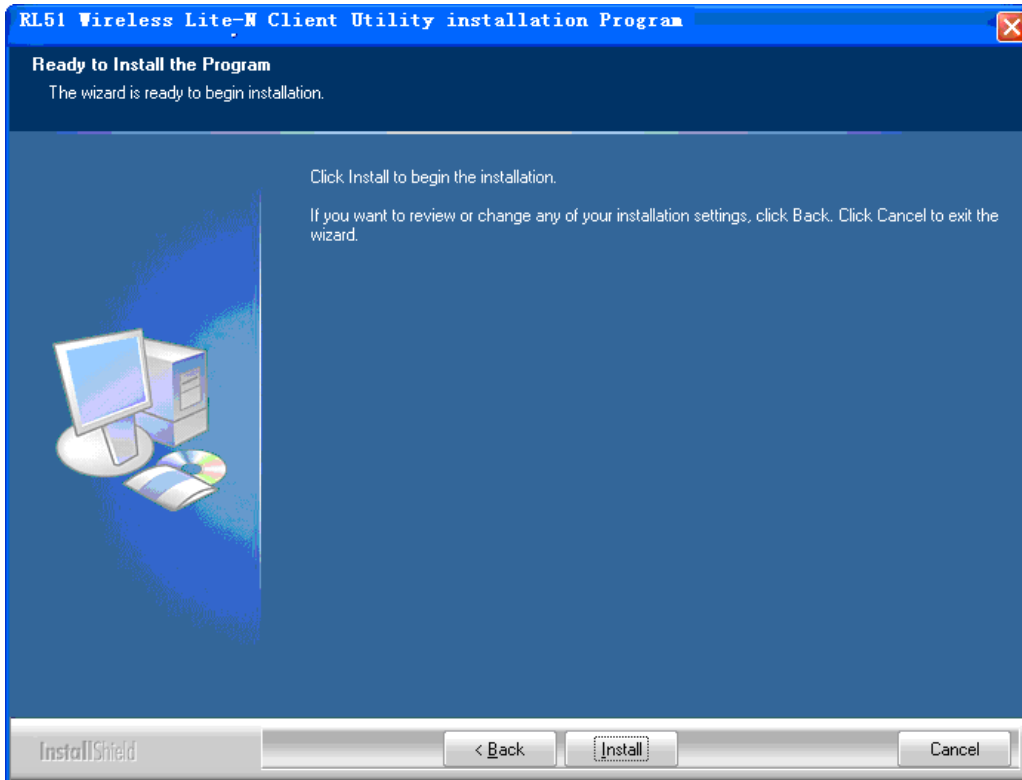 RL51 Wireless Lite-N Client Utility installation Program
Ready to Install the Program
The wizard is ready to begin installation.
Click Install to begin the installation.
If you want to review or change any of your installation settings, click Back. Click Cancel to exit the
wizard.
InstallShield
< Back
Install
Cancel